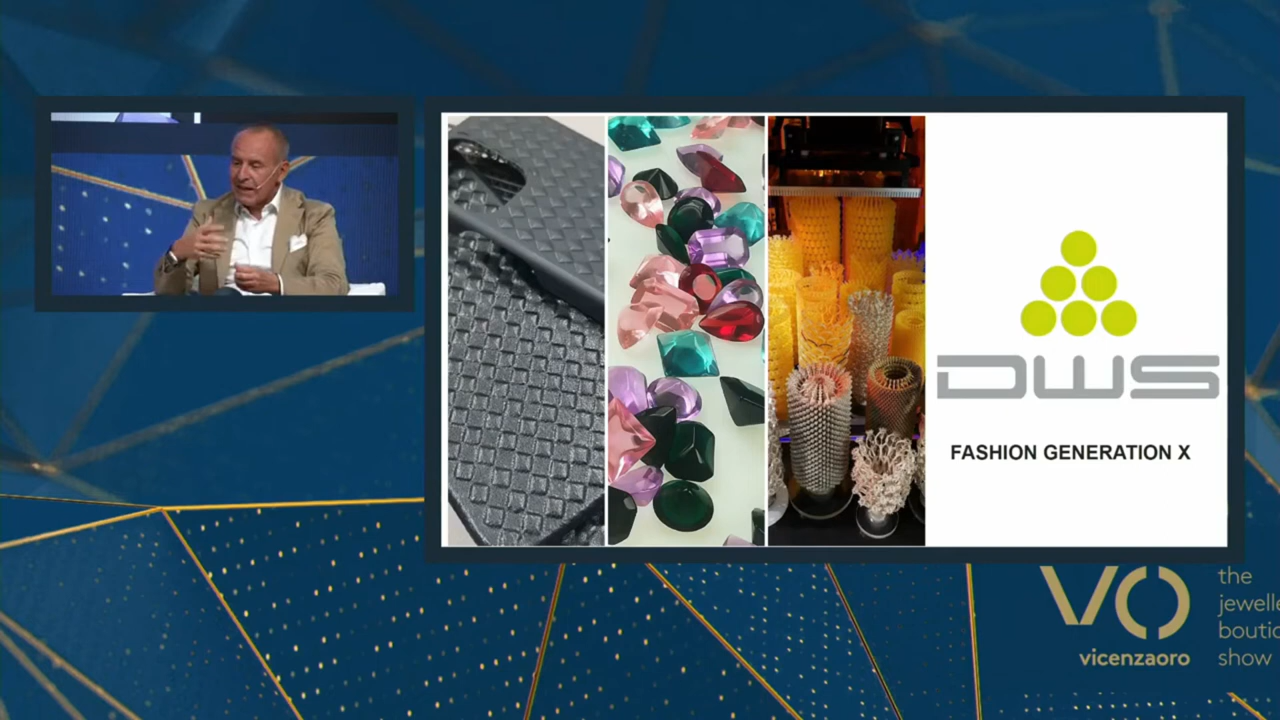 DWS
FASHION GENERATION X
VO
vicenzaoro
the
jewelle
boutic
show